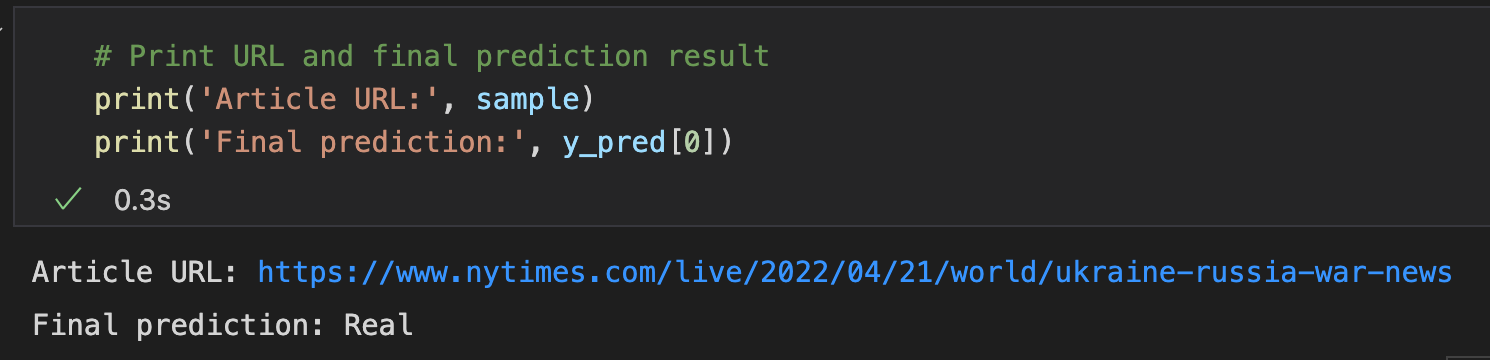 # Print URL and final prediction result
print('Article URL:', sample)
print('Final prediction:', y_pred[0])
0.3s
Article URL: https://www.nytimes.com/live/2022/04/21/world/ukraine-russia-war-news
Final prediction: Real